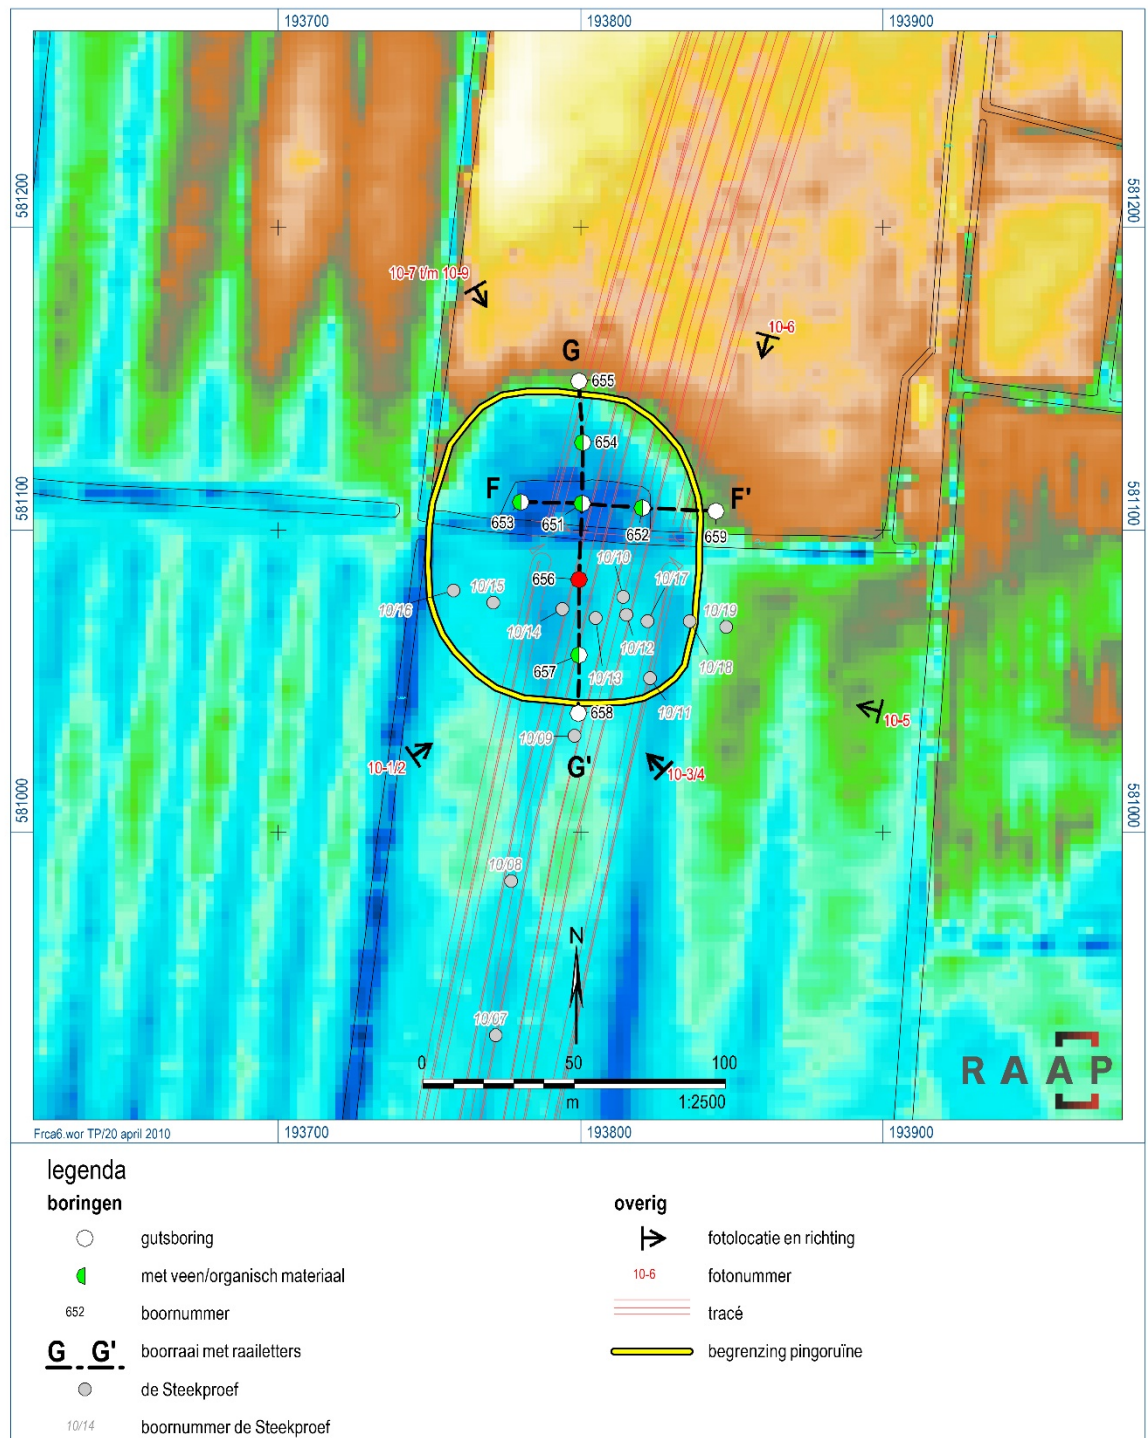 193700 193800 193900
581200 581200
10-7 t/m 10-9
10-6
G 655
654
F F'
653 651 652 659
581100 581100
10/10
656 10/17
10/16 10/15 10/19
10/14 10/12
657 10/13 10/18
658 10/11
10-5
10/09
G'
10-1/2 10-3/4
581000 581000
10/08
N
10/07
0 50 100
m 1:2500
RAAP
Frca6.wor TP/20 april 2010
193700 193800 193900
legenda
boringen
gutsboring
met veen/organisch materiaal
652 boornummer
G G' boorraai met raailetters
de Steekproef
10/14 boornummer de Steekproef
overig
fotolocatie en richting
10-6 fotonummer
tracé
begrenzing pingoruïne